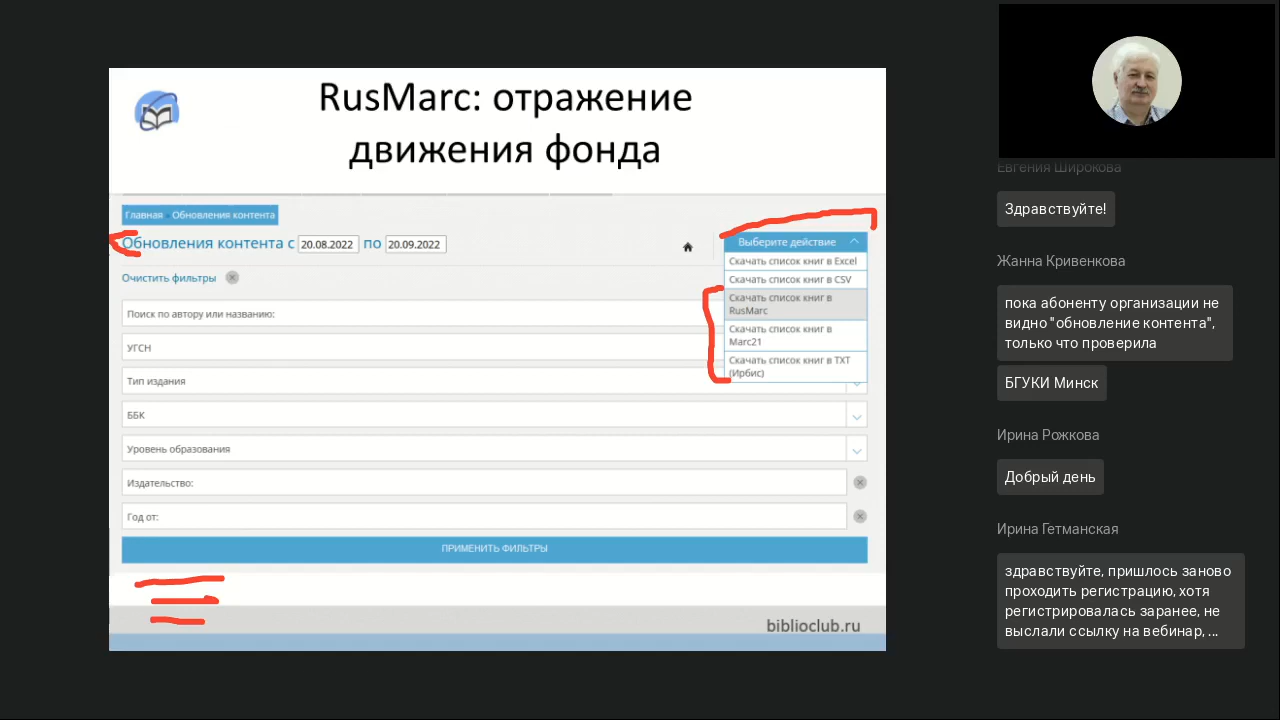 RusMarc: отражение
движения фонда
Главная Обновления контента
Обновления контента с 20.08.2022 по 20.09.2022
Очистить фильтры
Выберите действие
Скачать список книг в Excel
Скачать список книг в CSV
Скачать список книг в
RusMarc
Скачать список книг в
Marc21
Скачать список книг в TXT
(Ирбис)
Поиск по автору или названию:
УГСН
Тип издания
ББК
Уровень образования
Издательство:
Год от:
ПРИМЕНИТЬ ФИЛЬТРЫ
biblioclub.ru
Евгения Широкова
Здравствуйте!
Жанна Кривенкова
пока абоненту организации не
видно "обновление контента",
только что проверила
БГУКИ Минск
Ирина Рожкова
Добрый день
Ирина Гетманская
здравствуйте, пришлось заново
проходить регистрацию, хотя
регистрировалась заранее, не
выслали ссылку на вебинар, ...